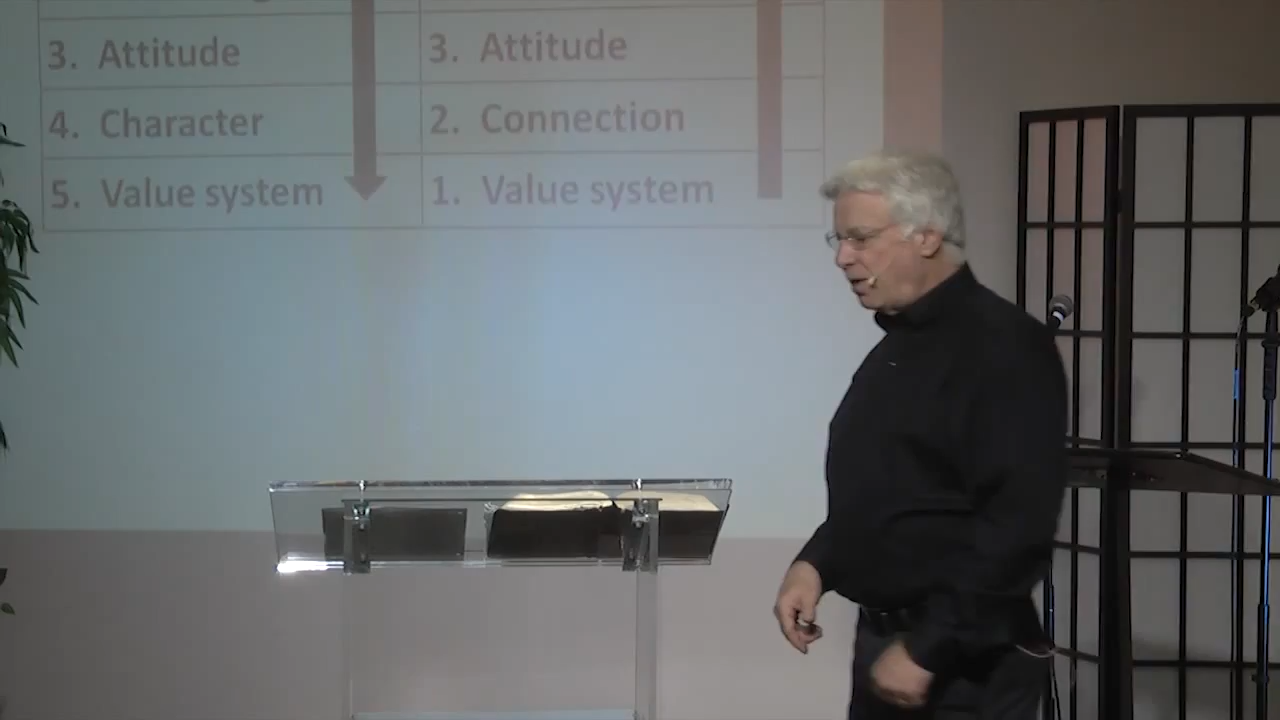 3. Attitude 3. Attitude
4. Character 2. Connection
5. Value system 1. Value system